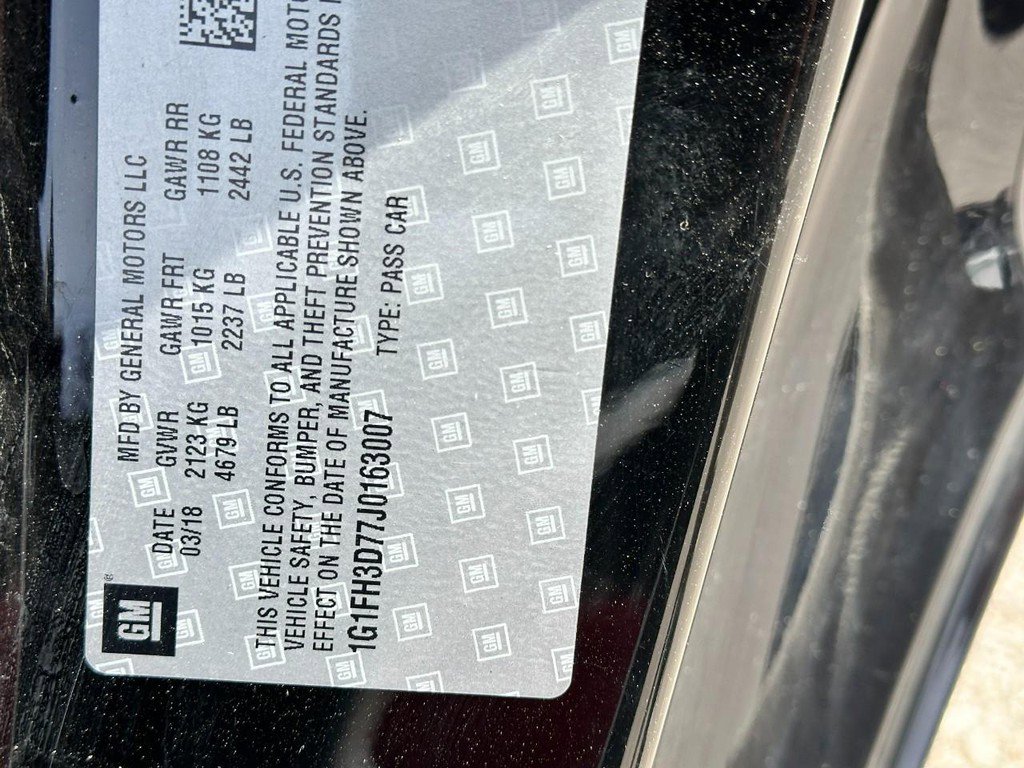 GM
MFD BY GENERAL MOTORS LLC
DATE GVWR GAWR FRT GAWR RR
03/18 2123 KG 1015 KG 1108 KG
4679 LB 2237 LB 2442 LB
THIS VEHICLE CONFORMS TO ALL APPLICABLE U.S. FEDERAL MOTO
VEHICLE SAFETY, BUMPER, AND THEFT PREVENTION STANDARDS
EFFECT ON THE DATE OF MANUFACTURE SHOWN ABOVE.
1G1FH3D77J0163007 TYPE: PASS CAR